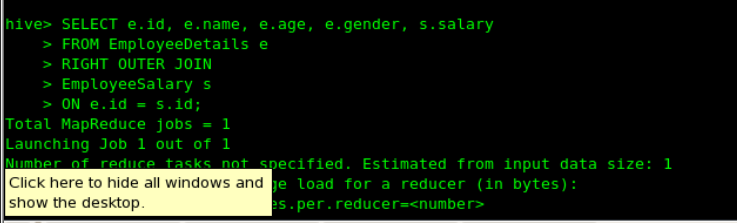 hive> SELECT e.id, e.name, e.age, e.gender, s.salary
> FROM EmployeeDetails e
> RIGHT OUTER JOIN
> EmployeeSalary s
> ON e.id = s.id;
Total MapReduce jobs = 1
Launching Job 1 out of 1
Number of reduce tasks not specified. Estimated from input data size: 1
ge load for a reducer (in bytes):
es.per.reducer=<number>
Click here to hide all windows and
show the desktop.